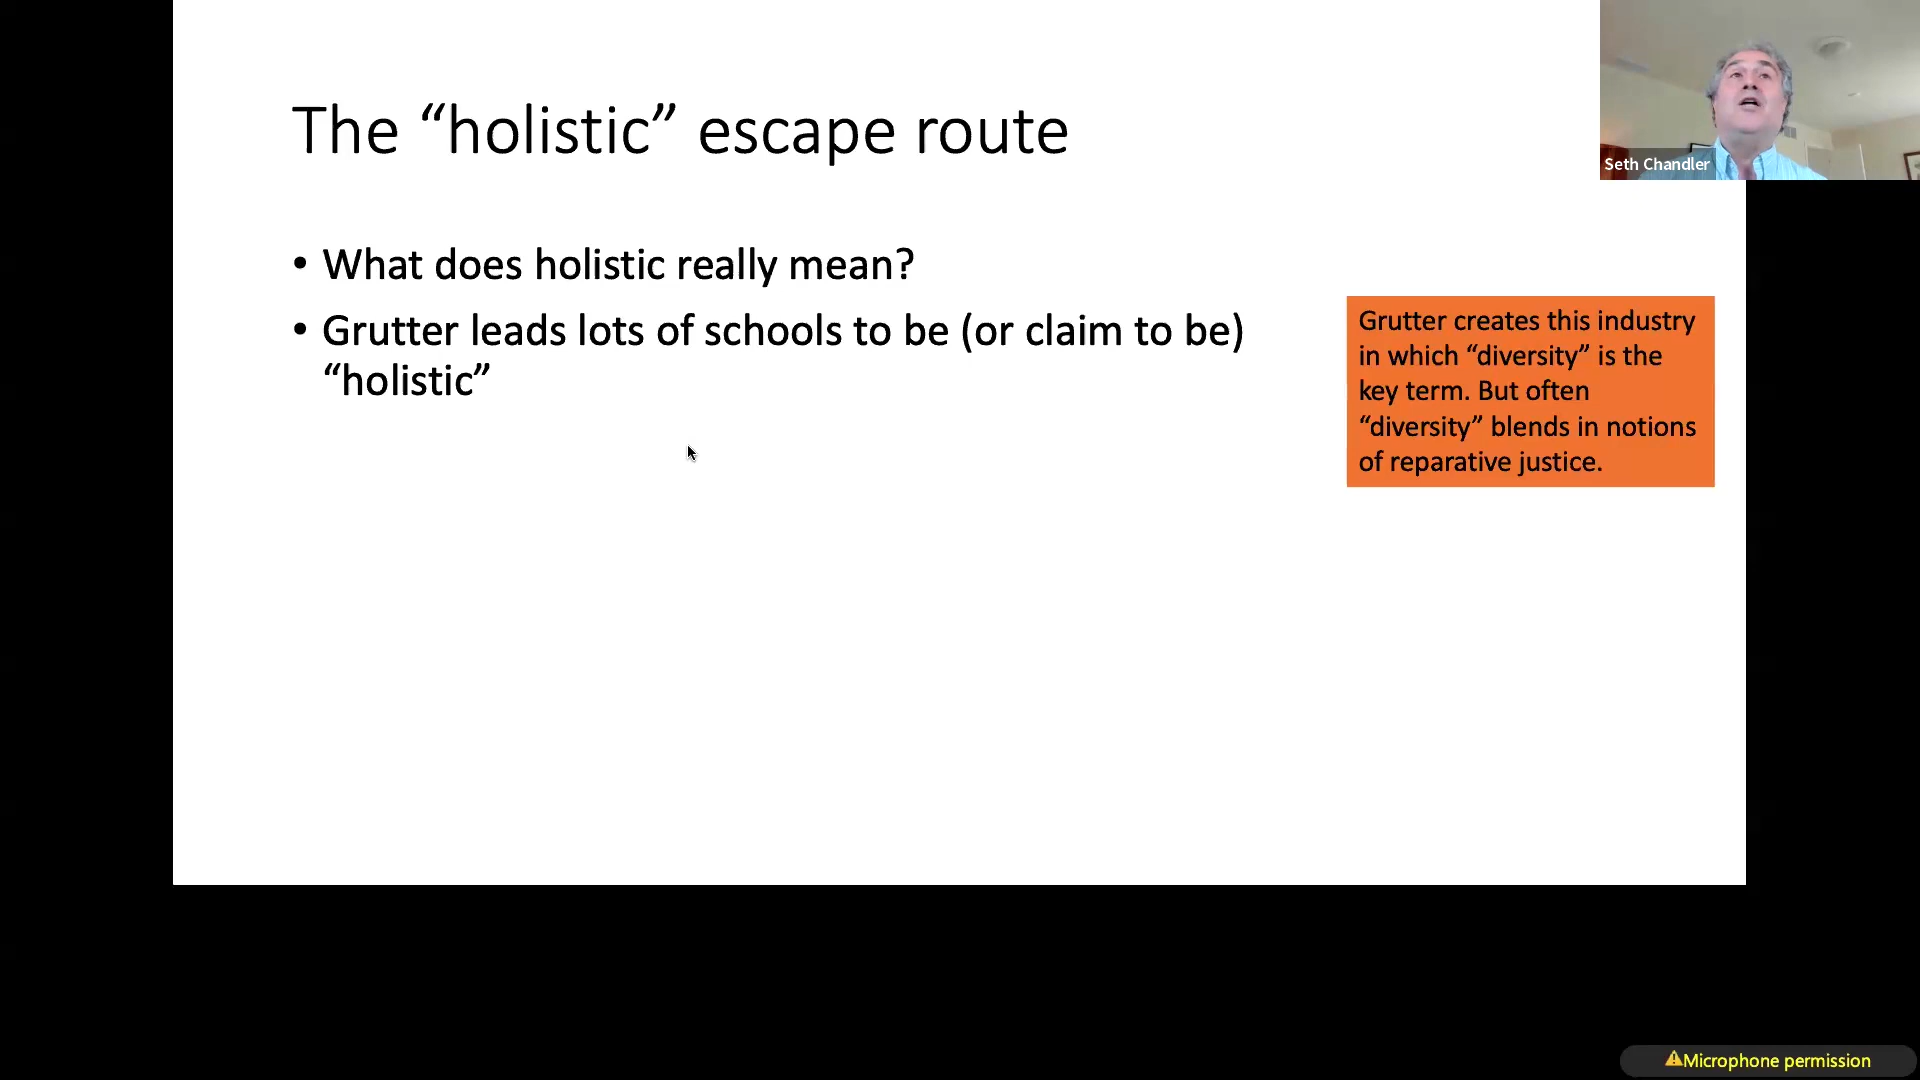 The “holistic” escape route
Seth Chandler
• What does holistic really mean?
• Grutter leads lots of schools to be (or claim to be)
“holistic”
Grutter creates this industry
in which “diversity” is the
key term. But often
“diversity” blends in notions
of reparative justice.
Microphone permission